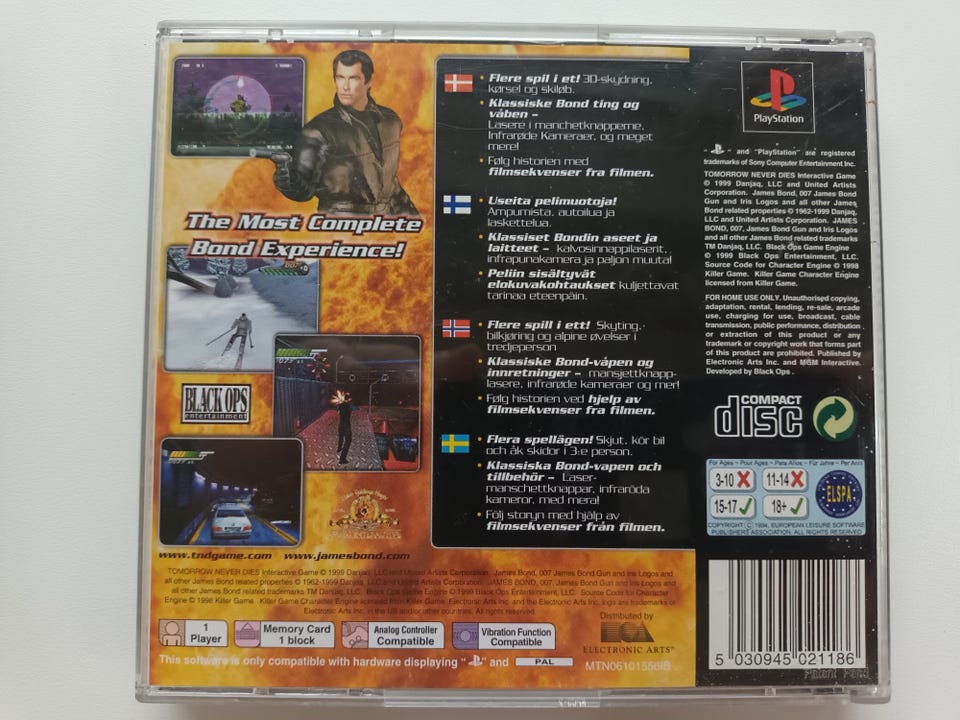 The Most Complete
Bond Experience!
BLACK OPS
entertainment
www.tndgame.com www.jamesbond.com
• Flere spil i et! 3D-skydning,
kørsel og skiløb.
• Klassiske Bond ting og
våben –
Lasere i manchetknapperne,
Infrarøde Kameraer, og meget
mere!
• Følg historien med
filmsekvenser fra filmen.
• Useita pelimuotoja!
Ampumista, autoilua ja
laskettelua.
• Klassiset Bondin aseet ja
laitteet – kalvosinnappilaserit,
infrapunakamera ja paljon muuta!
• Peliin sisältyvät
elokuvakohtaukset kuljettavat
tarinaa eteenpäin.
• Flere spill i ett! Skyting,
bilkjøring og alpine øvelser i
tredjeperson
• Klassiske Bond-våpen og
innretninger – mansjettknapp-
lasere, infrarøde kameraer og mer!
• Følg historien ved hjelp av
filmsekvenser fra filmen.
• Flera spellägen! Skjut, kör bil
och åk skidor i 3:e person.
• Klassiska Bond-vapen och
tillbehör – Laser-
manschettknappar, infraröda
kameror, med mera!
• Följ storyn med hjälp av
filmsekvenser från filmen.
PlayStation
" " and "PlayStation" are registered
trademarks of Sony Computer Entertainment Inc.
TOMORROW NEVER DIES Interactive Game
© 1999 Danjaq, LLC and United Artists
Corporation. James Bond, 007 James Bond
Gun and Iris Logos and all other James
Bond related properties © 1962-1999 Danjaq,
LLC and United Artists Corporation. JAMES
BOND, 007, James Bond Gun and Iris Logos
and all other James Bond related trademarks
TM Danjaq, LLC. Black Ops Game Engine
© 1999 Black Ops Entertainment, LLC.
Source Code for Character Engine © 1998
Killer Game. Killer Game Character Engine
licensed from Killer Game.
FOR HOME USE ONLY. Unauthorised copying,
adaptation, rental, lending, re-sale, arcade
use, charging for use, broadcast, cable
transmission, public performance, distribution
or extraction of this product or any
trademark or copyright work that forms part
of this product are prohibited. Published by
Electronic Arts Inc. and MGM Interactive.
Developed by Black Ops.
COMPACT
disc
For Ages – Pour Ages – Para Años – Für Jahre – Per Anni
3-10 11-14
15-17 18+
ELSPA
COPYRIGHT © 1994, EUROPEAN LEISURE SOFTWARE
PUBLISHERS ASSOCIATION. ALL RIGHTS RESERVED
TOMORROW NEVER DIES Interactive Game © 1999 Danjaq, LLC and United Artists Corporation. James Bond, 007 James Bond Gun and Iris Logos and
all other James Bond related properties © 1962-1999 Danjaq, LLC and United Artists Corporation. JAMES BOND, 007, James Bond Gun and Iris Logos and
all other James Bond related trademarks TM Danjaq, LLC. Black Ops Game Engine © 1999 Black Ops Entertainment, LLC. Source Code for Character
Engine © 1998 Killer Game. Killer Game Character Engine licensed from Killer Game. Electronic Arts Inc. and the Electronic Arts Inc. logo are trademarks of
Electronic Arts Inc. in the US and/or other countries. All rights reserved.
1
Player
Memory Card
1 block
Analog Controller
Compatible
Vibration Function
Compatible
Distributed by
ELECTRONIC ARTS™
This software is only compatible with hardware displaying " " and PAL
MTN06101556IB
5 030945 021186
Patent Pend